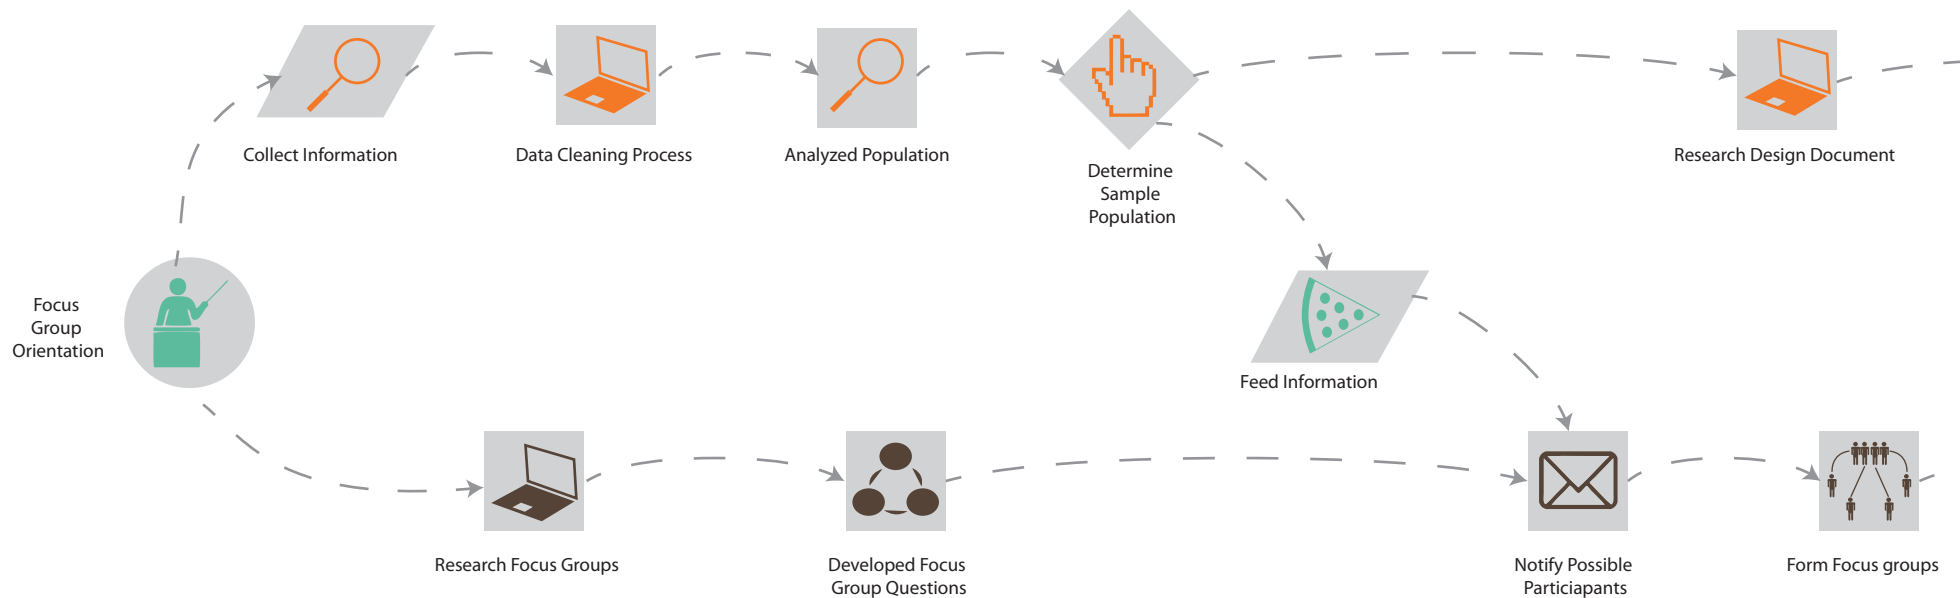 Collect Information
Data Cleaning Process
Analyzed Population
Determine
Sample
Population
Research Design Document
Focus
Group
Orientation
Feed Information
Research Focus Groups
Developed Focus
Group Questions
Notify Possible
Particiapants
Form Focus groups